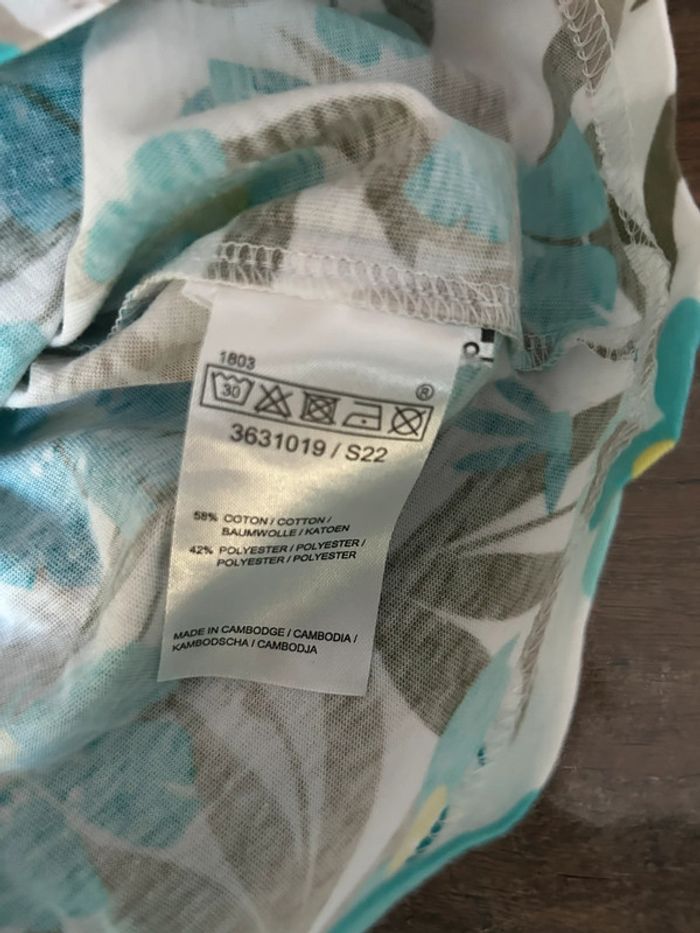 1803
®
30
3631019 / S22
58% COTON / COTTON /
BAUMWOLLE / KATOEN
42% POLYESTER / POLYESTER /
POLYESTER / POLYESTER
MADE IN CAMBODGE / CAMBODIA /
KAMBODSCHA / CAMBODJA